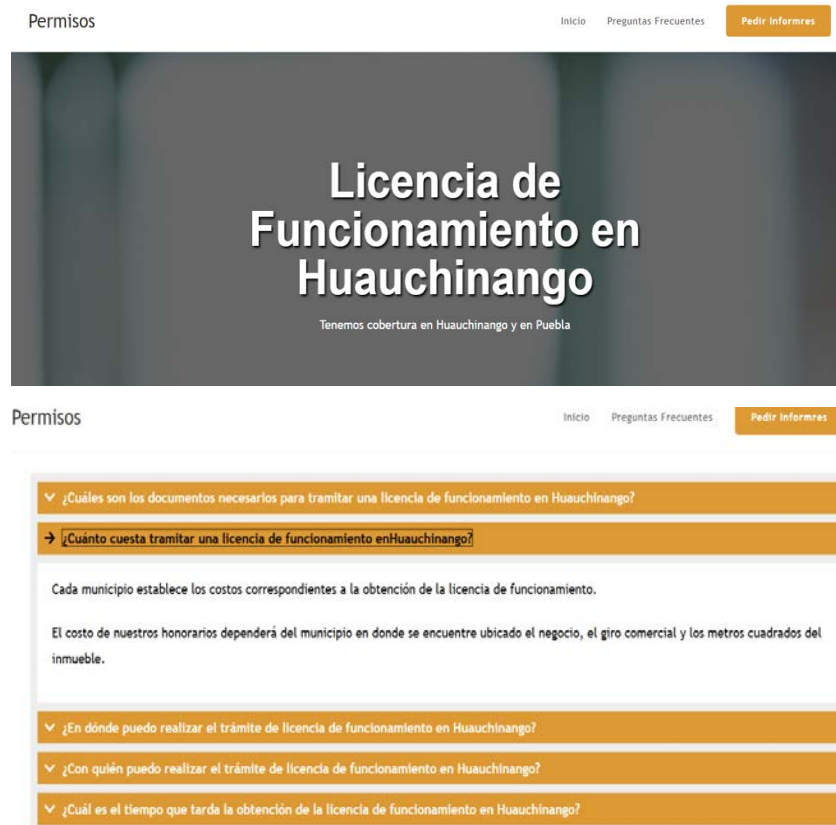 Permisos
Inicio Preguntas Frecuentes Pedir Informres
Licencia de
Funcionamiento en
Huauchinango
Tenemos cobertura en Huauchinango y en Puebla
Permisos
Inicio Preguntas Frecuentes Pedir Informres
¿Cuáles son los documentos necesarios para tramitar una licencia de funcionamiento en Huauchinango?
¿Cuánto cuesta tramitar una licencia de funcionamiento enHuauchinango?
Cada municipio establece los costos correspondientes a la obtención de la licencia de funcionamiento.
El costo de nuestros honorarios dependerá del municipio en donde se encuentre ubicado el negocio, el giro comercial y los metros cuadrados del
inmueble.
¿En dónde puedo realizar el trámite de licencia de funcionamiento en Huauchinango?
¿Con quién puedo realizar el trámite de licencia de funcionamiento en Huauchinango?
¿Cuál es el tiempo que tarda la obtención de la licencia de funcionamiento en Huauchinango?